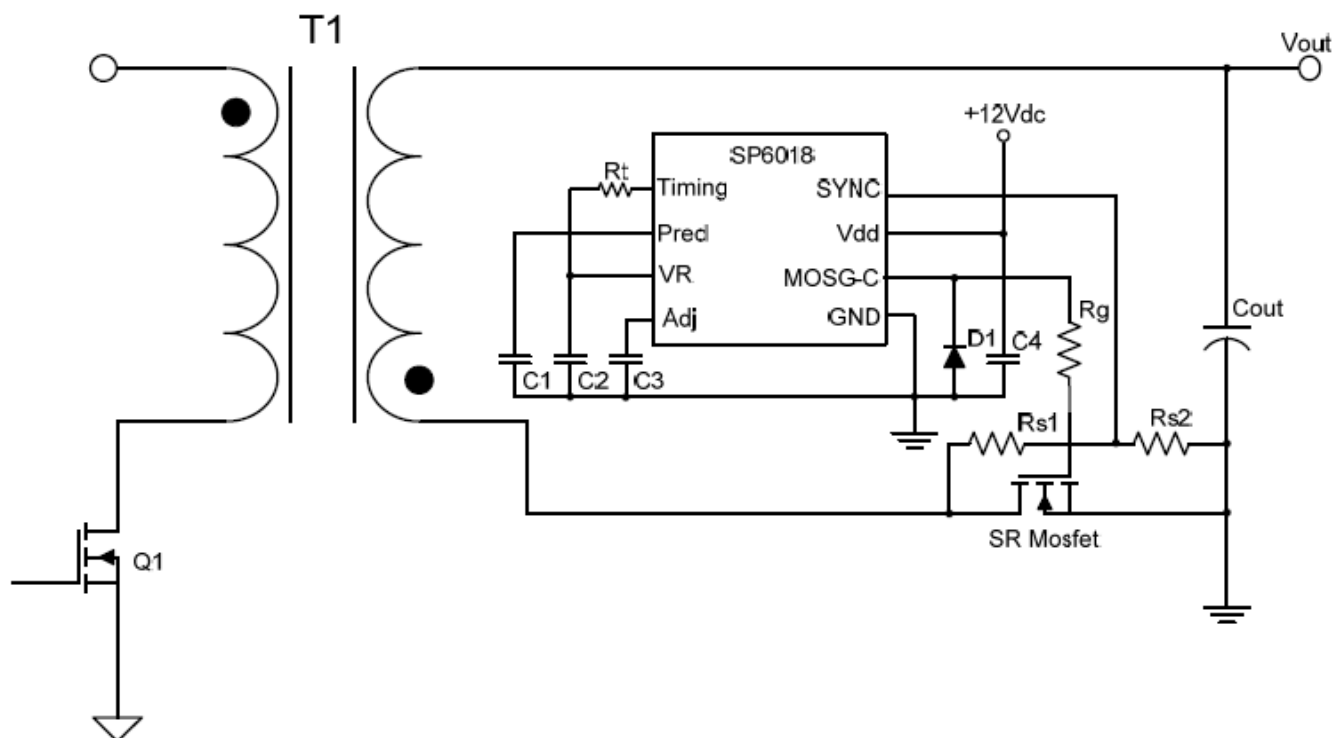 T1
Vout
+12Vdc
SP6018
Rt
Timing
SYNC
Pred
Vdd
VR
MOSG-C
Adj
GND
Rg
Cout
D1
C4
C1
C2
C3
Rs1
Rs2
SR Mosfet
Q1